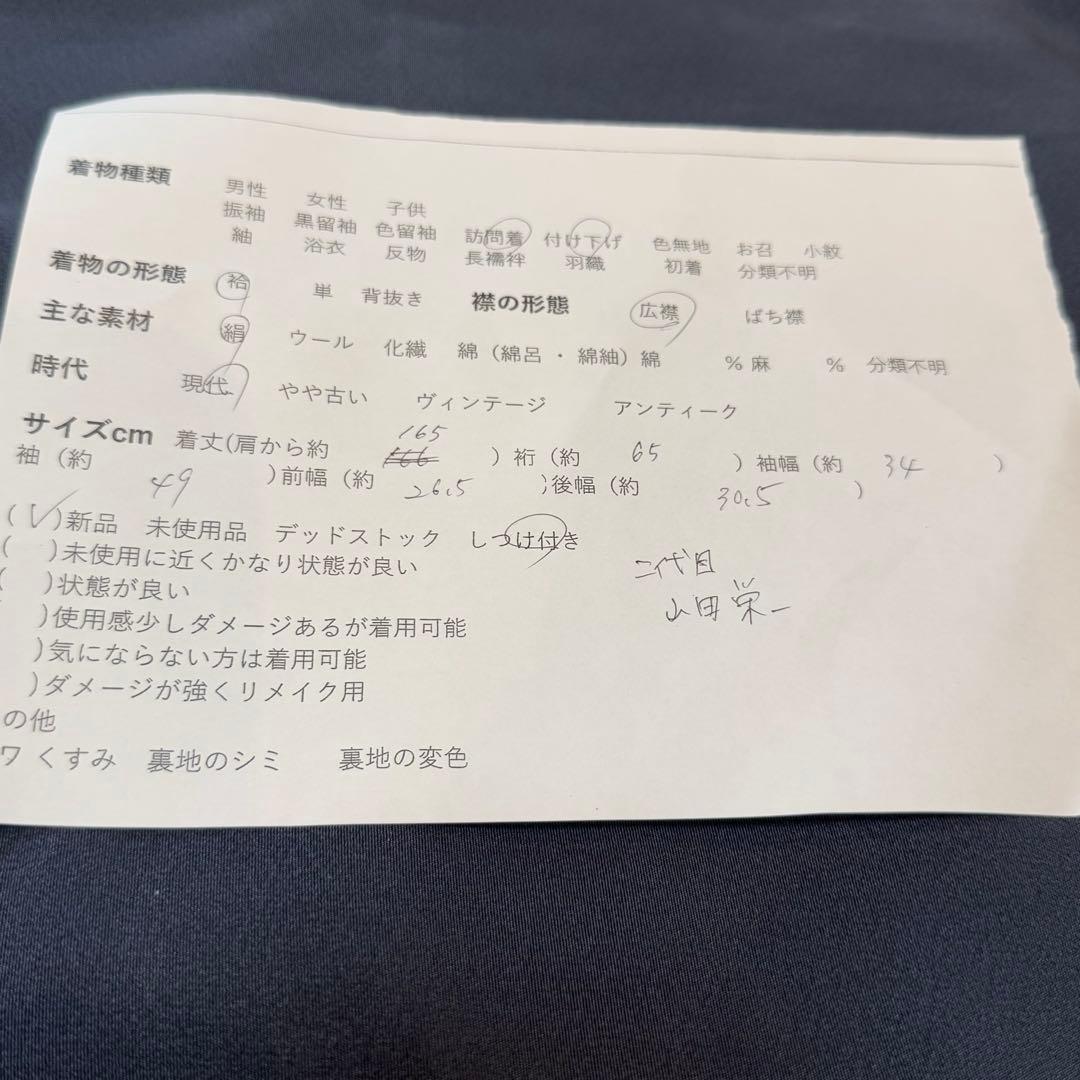 着物種類 男性 女性 子供
振袖 黒留袖 色留袖 訪問着 付け下げ 色無地 お召 小紋
紬 浴衣 反物 長襦袢 羽織 初着 分類不明
着物の形態 袷 単 背抜き 襟の形態 広襟 ばち襟
主な素材 絹 ウール 化繊 綿（綿呂・綿紬）綿 %麻 % 分類不明
時代 現代 やや古い ヴィンテージ アンティーク
サイズcm 着丈(肩から約 165 166 ) 裄（約 65 ）袖幅（約 34 ）
袖（約 49 )前幅（約 26.5 )後幅（約 30.5 ）
( ✓ )新品 未使用品 デッドストック しつけ付き
( )未使用に近くかなり状態が良い
( )状態が良い
)使用感少しダメージあるが着用可能
)気にならない方は着用可能
)ダメージが強くリメイク用
二代目
山田栄一
の他
ワ くすみ 裏地のシミ 裏地の変色